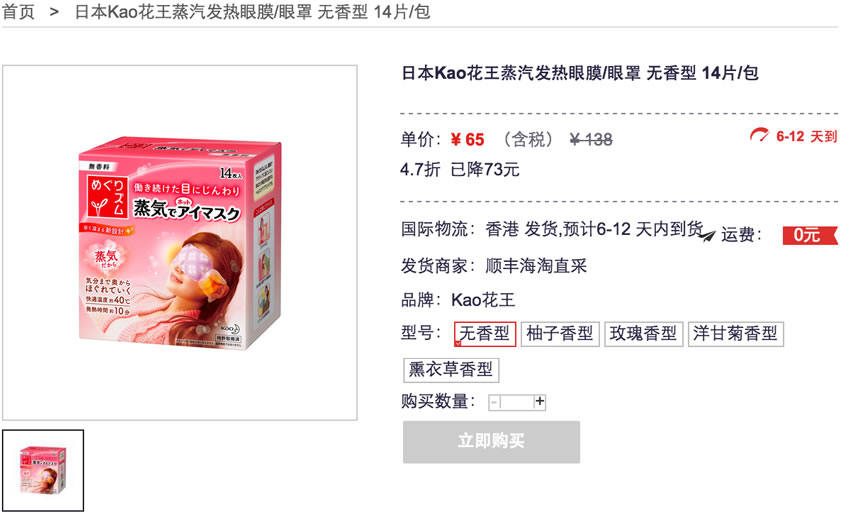 首页 > 日本Kao花王蒸汽发热眼膜/眼罩 无香型 14片/包
日本Kao花王蒸汽发热眼膜/眼罩 无香型 14片/包
単价: ¥ 65 （含税） ¥ 138
6-12 天到
4.7折 已降73元
国际物流: 香港 发货,预计6-12 天内到货
运费: 0元
发货商家: 顺丰海淘直采
品牌: Kao花王
型号: 无香型 柚子香型 玫瑰香型 洋甘菊香型
薰衣草香型
购买数量: - +
立即购买
無香料
14枚入
めぐりズム
働き続けた目にじんわり
ホット
蒸気でアイマスク
蒸気だから
気分まで奥から
ほぐれていく
快適温度 約40℃
発熱時間 約10分